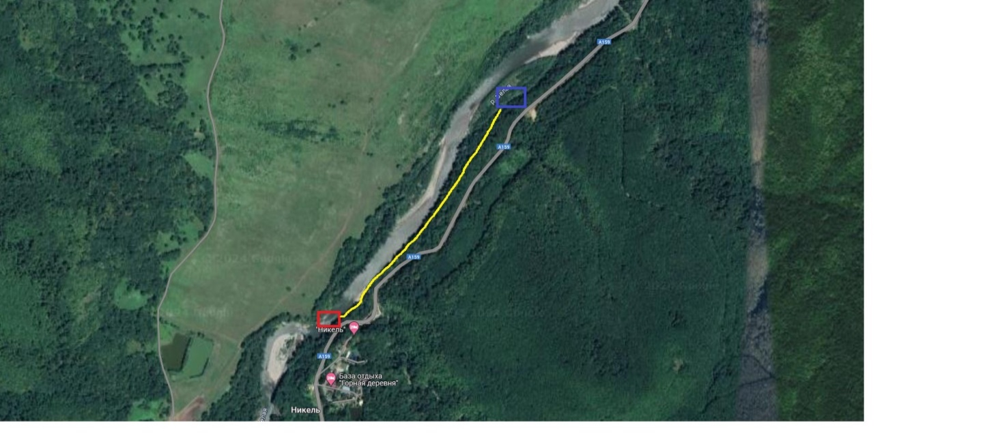 A159
р. Белая
A159
A159
"Никель"
A159
База отдыха
"Горная деревня"
Никель